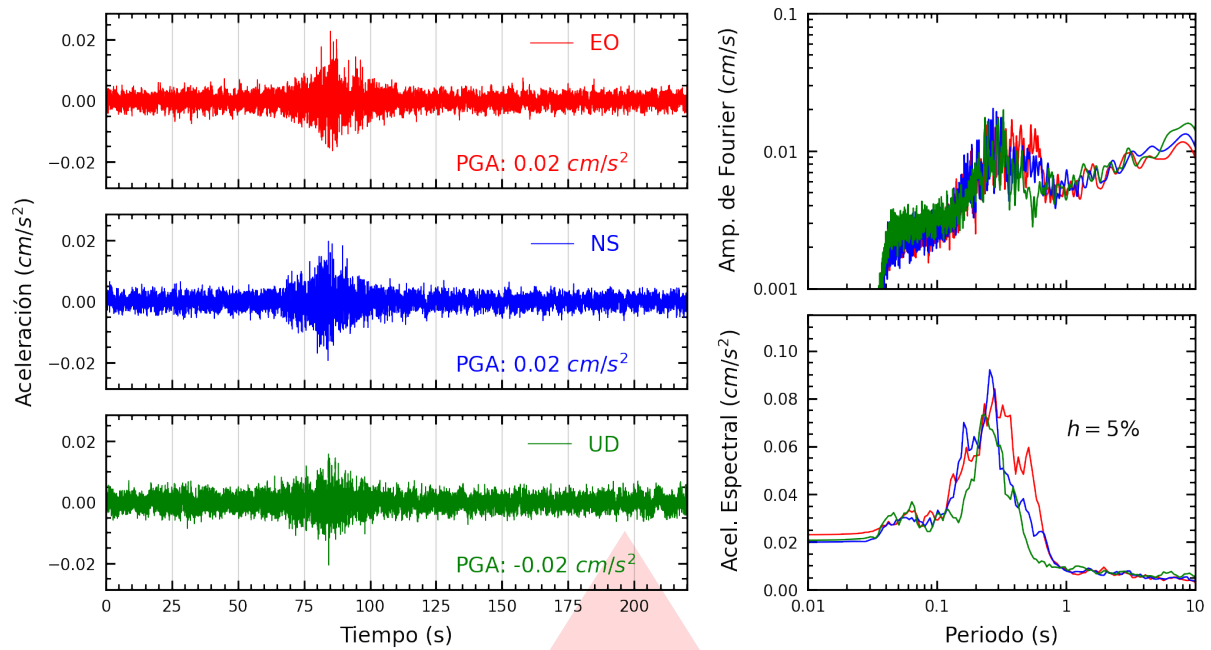 Aceleración (cm/s²)
0.02
0.00
−0.02
EO
PGA: 0.02 cm/s²
0.02
0.00
−0.02
NS
PGA: 0.02 cm/s²
0.02
0.00
−0.02
UD
PGA: -0.02 cm/s²
0 25 50 75 100 125 150 175 200
Tiempo (s)
Amp. de Fourier (cm/s)
0.1
0.01
0.001
Acel. Espectral (cm/s²)
0.10
0.08
0.06
0.04
0.02
0.00
h = 5%
0.01 0.1 1 10
Periodo (s)